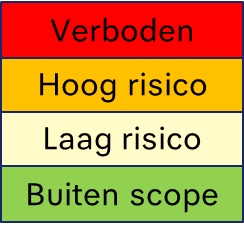 Verboden
Hoog risico
Laag risico
Buiten scope